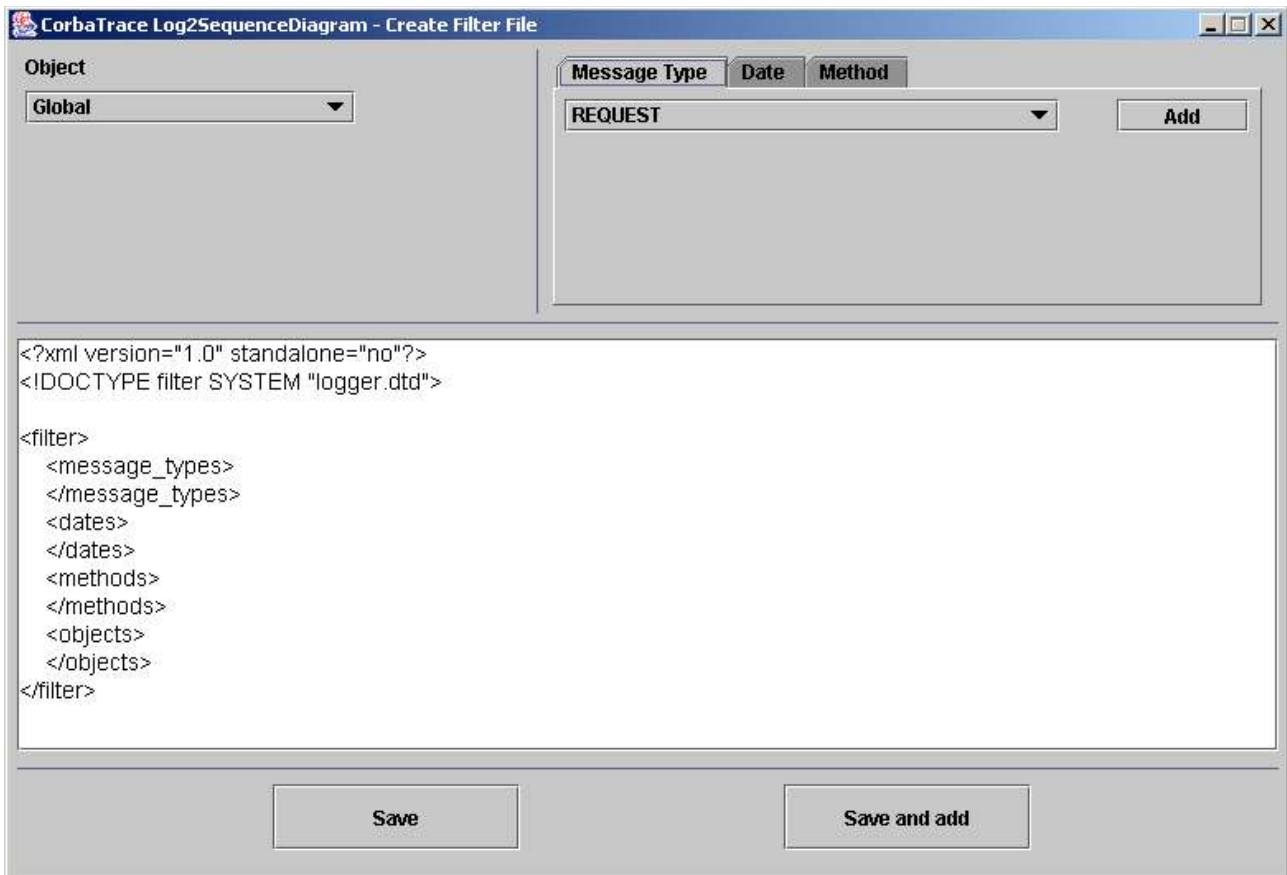 CorbaTrace Log2SequenceDiagram - Create Filter File
Object
Global
Message Type Date Method
REQUEST Add
<?xml version="1.0" standalone="no"?>
<!DOCTYPE filter SYSTEM "logger.dtd">
<filter>
<message_types>
</message_types>
<dates>
</dates>
<methods>
</methods>
<objects>
</objects>
</filter>
Save Save and add